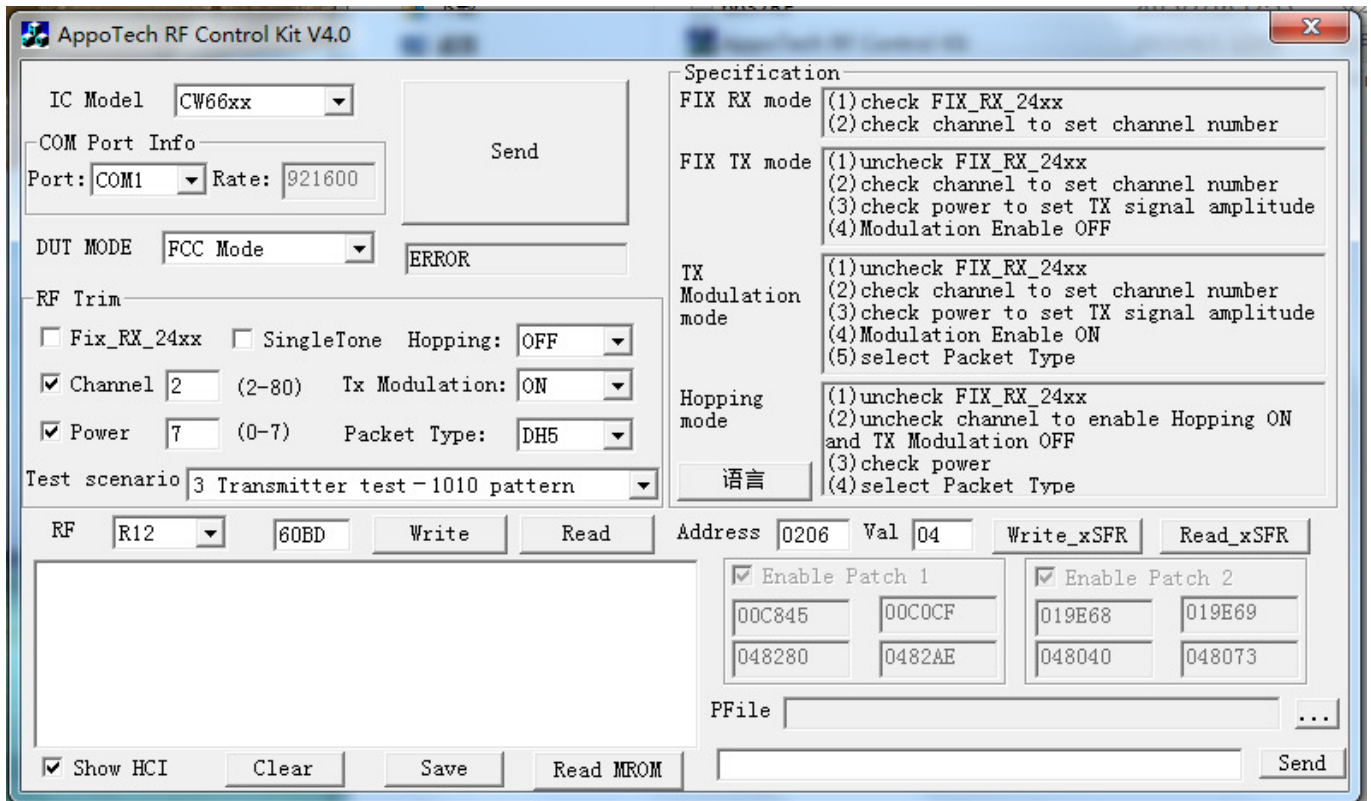 AppoTech RF Control Kit V4.0
IC Model CW66xx
COM Port Info
Port: COM1 Rate: 921600
Send
DUT MODE FCC Mode
ERROR
RF Trim
Fix_RX_24xx SingleTone Hopping: OFF
Channel 2 (2-80) Tx Modulation: ON
Power 7 (0-7) Packet Type: DH5
Test scenario 3 Transmitter test-1010 pattern
Specification
FIX RX mode (1)check FIX_RX_24xx
(2)check channel to set channel number
FIX TX mode (1)uncheck FIX_RX_24xx
(2)check channel to set channel number
(3)check power to set TX signal amplitude
(4)Modulation Enable OFF
TX
Modulation
mode
(1)uncheck FIX_RX_24xx
(2)check channel to set channel number
(3)check power to set TX signal amplitude
(4)Modulation Enable ON
(5)select Packet Type
Hopping
mode
(1)uncheck FIX_RX_24xx
(2)uncheck channel to enable Hopping ON
and TX Modulation OFF
(3)check power
(4)select Packet Type
语言
RF R12 60BD Write Read
Address 0206 Val 04 Write_xSFR Read_xSFR
Enable Patch 1
00C845 00C0CF
048280 0482AE
Enable Patch 2
019E68 019E69
048040 048073
PFile ...
Show HCI Clear Save Read MROM
Send